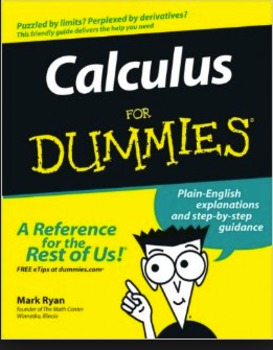 Puzzled by limits? Perplexed by derivatives?
This friendly guide delivers the help you need
Calculus
FOR
DUMMIES®
Plain-English
explanations
and step-by-step
guidance
A Reference
for the
Rest of Us!®
FREE eTips at dummies.com®
Mark Ryan
Founder of The Math Center
Winnetka, Illinois